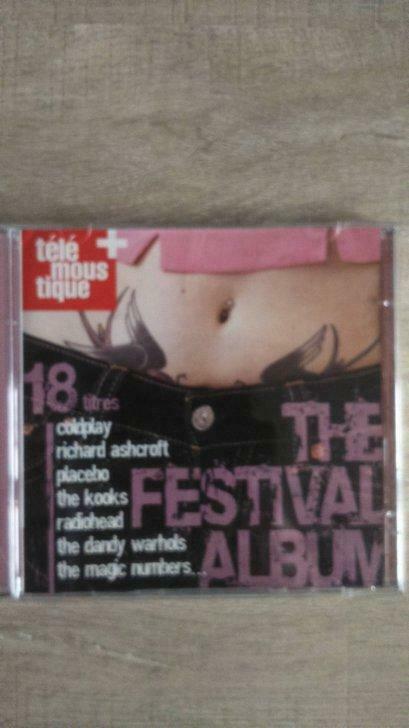 télé
mous
tique
+
18 titres
coldplay
richard ashcroft
placebo
the kooks
radiohead
the dandy warhols
the magic numbers...
THE
FESTIVAL
ALBUM